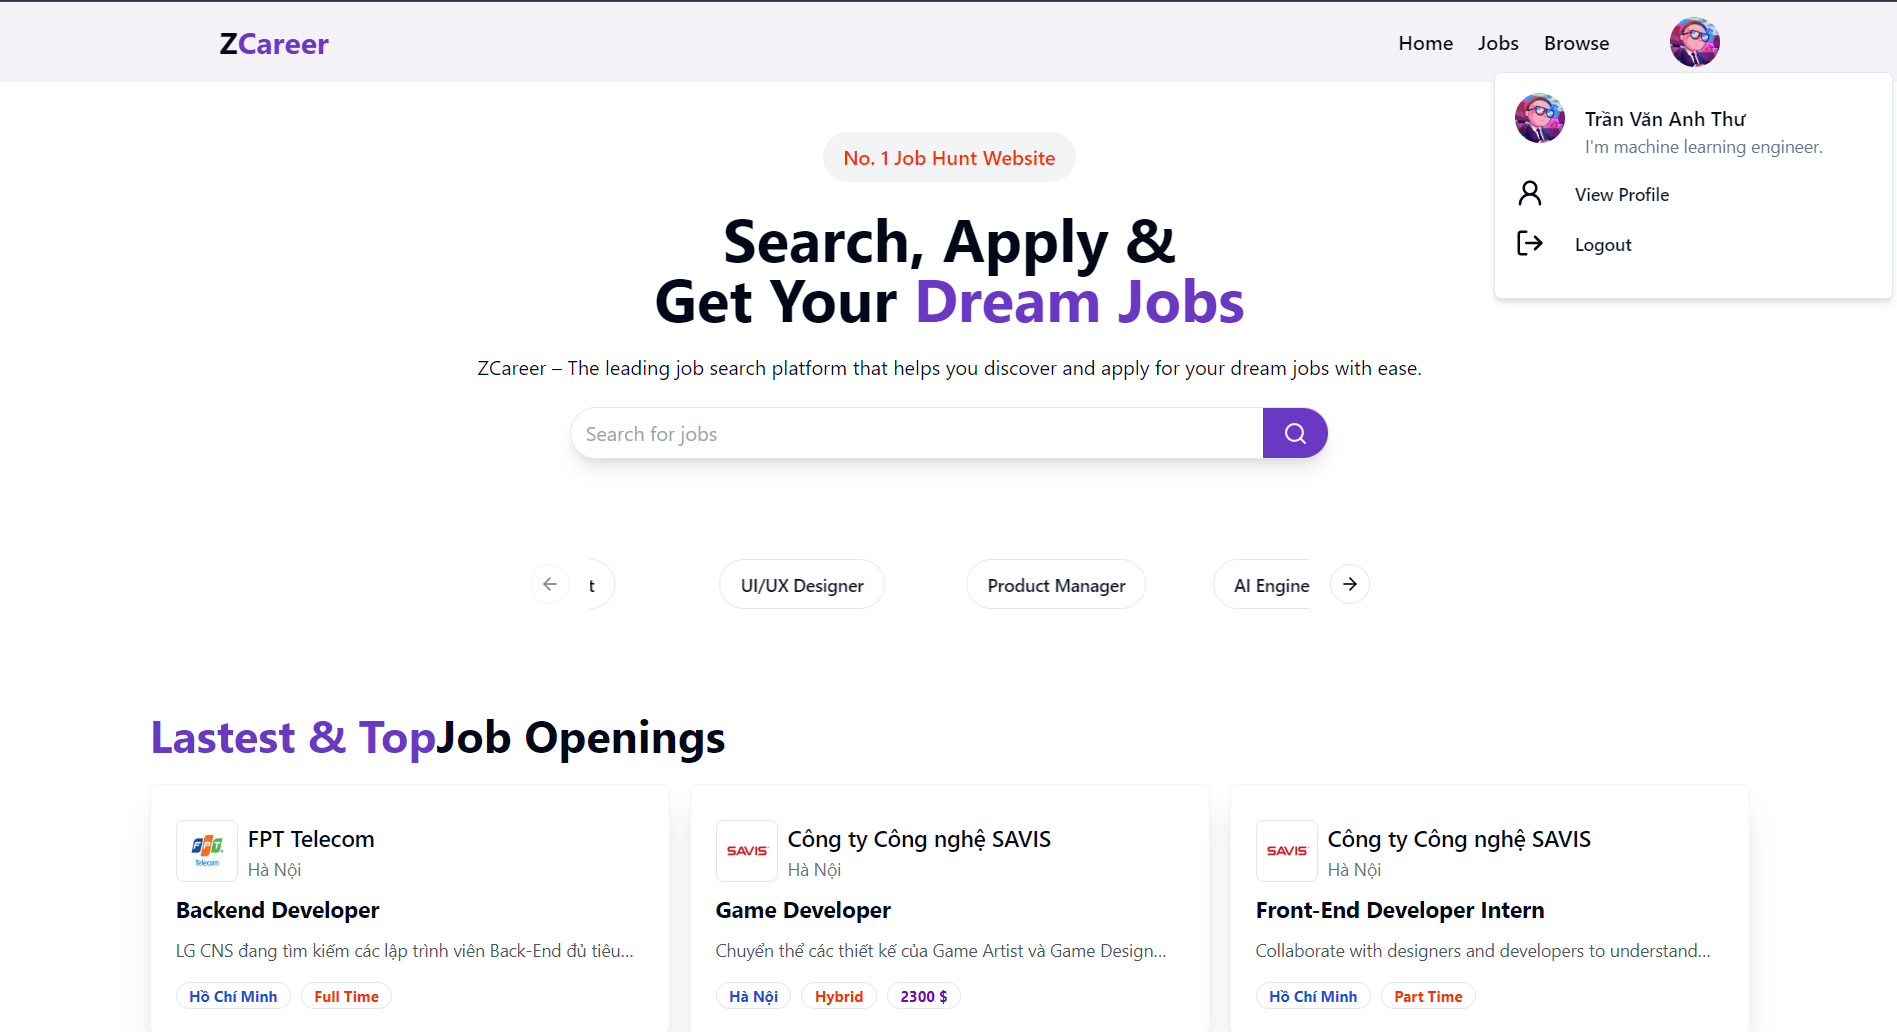 ZCareer
Home Jobs Browse
Trần Văn Anh Thư
I'm machine learning engineer.
View Profile
Logout
No. 1 Job Hunt Website
Search, Apply &
Get Your Dream Jobs
ZCareer – The leading job search platform that helps you discover and apply for your dream jobs with ease.
Search for jobs
t UI/UX Designer Product Manager AI Engine
Lastest & TopJob Openings
FPT Telecom
FPT Telecom
Hà Nội
Backend Developer
LG CNS đang tìm kiếm các lập trình viên Back-End đủ tiêu...
Hồ Chí Minh Full Time
SAVIS
Công ty Công nghệ SAVIS
Hà Nội
Game Developer
Chuyển thể các thiết kế của Game Artist và Game Design...
Hà Nội Hybrid 2300 $
SAVIS
Công ty Công nghệ SAVIS
Hà Nội
Front-End Developer Intern
Collaborate with designers and developers to understand...
Hồ Chí Minh Part Time